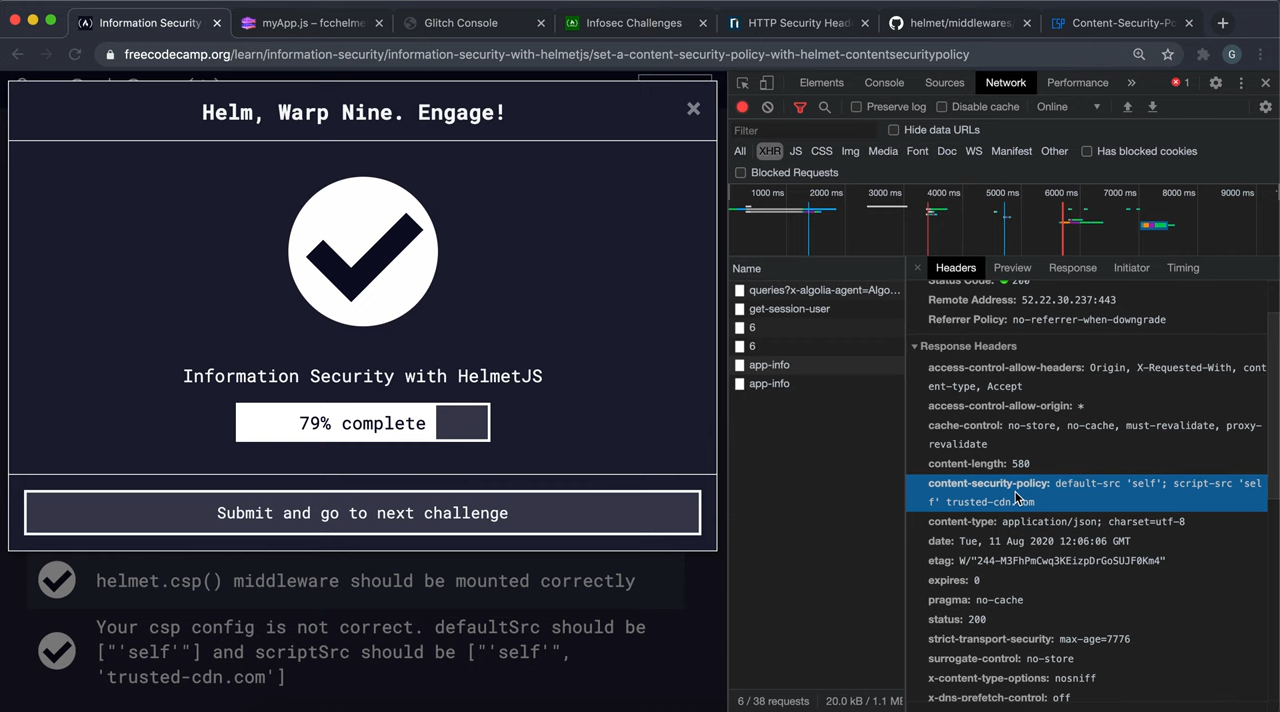 Information Security
myApp.js – fcchelme
Glitch Console
Infosec Challenges
HTTP Security Head
helmet/middlewares
Content-Security-Po
freecodecamp.org/learn/information-security/information-security-with-helmetjs/set-a-content-security-policy-with-helmet-contentsecuritypolicy
G
Helm, Warp Nine. Engage!
Information Security with HelmetJS
79% complete
Submit and go to next challenge
helmet.csp() middleware should be mounted correctly
Your csp config is not correct. defaultSrc should be
["'self'"] and scriptSrc should be ["'self'",
'trusted-cdn.com']
Elements Console Sources Network Performance » 1
Preserve log Disable cache Online
Filter Hide data URLs
All XHR JS CSS Img Media Font Doc WS Manifest Other Has blocked cookies
Blocked Requests
1000 ms 2000 ms 3000 ms 4000 ms 5000 ms 6000 ms 7000 ms 8000 ms 9000 ms
Name
queries?x-algolia-agent=Algo...
get-session-user
6
6
app-info
app-info
6 / 38 requests 20.0 kB / 1.1 ME
Headers Preview Response Initiator Timing
Status Code: 200
Remote Address: 52.22.30.237:443
Referrer Policy: no-referrer-when-downgrade
Response Headers
access-control-allow-headers: Origin, X-Requested-With, cont
ent-type, Accept
access-control-allow-origin: *
cache-control: no-store, no-cache, must-revalidate, proxy-
revalidate
content-length: 580
content-security-policy: default-src 'self'; script-src 'sel
f' trusted-cdn.com
content-type: application/json; charset=utf-8
date: Tue, 11 Aug 2020 12:06:06 GMT
etag: W/"244-M3FhPmCwq3KEizpDrGoSUJF0Km4"
expires: 0
pragma: no-cache
status: 200
strict-transport-security: max-age=7776
surrogate-control: no-store
x-content-type-options: nosniff
x-dns-prefetch-control: off